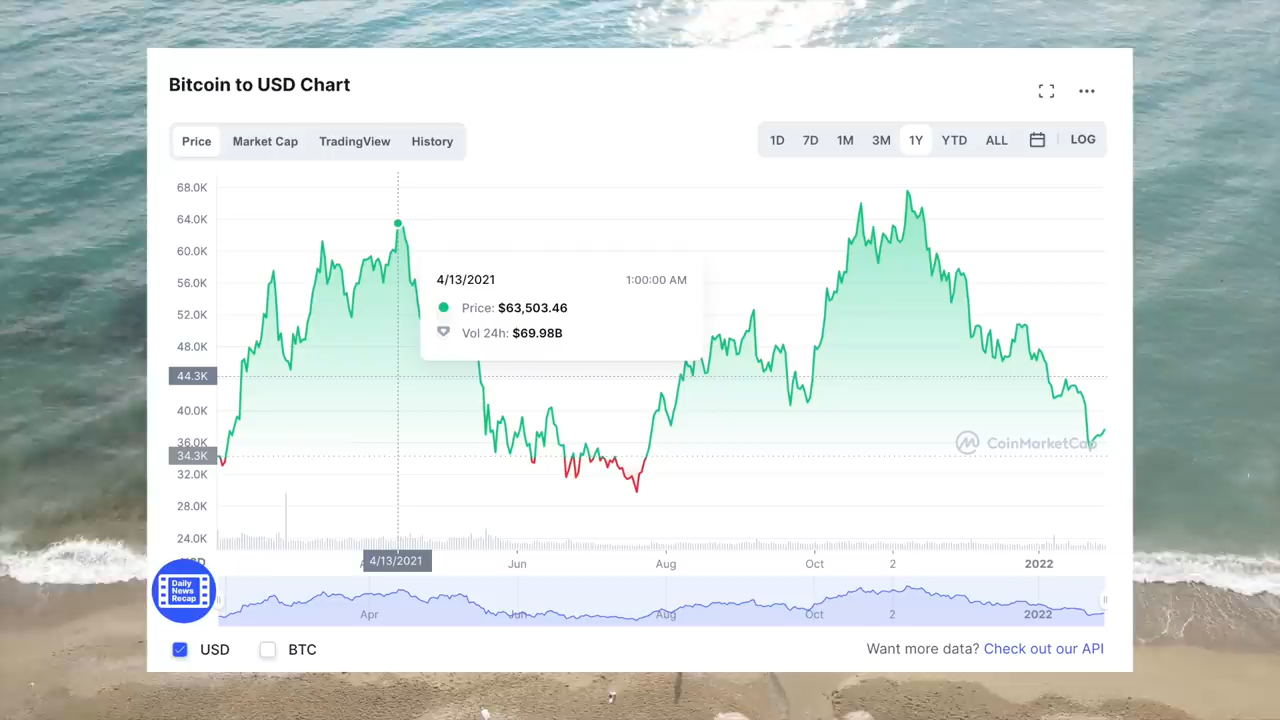 Bitcoin to USD Chart
Price Market Cap TradingView History
1D 7D 1M 3M 1Y YTD ALL LOG
68.0K
64.0K
60.0K
56.0K
52.0K
48.0K
44.3K
40.0K
36.0K
34.3K
32.0K
28.0K
24.0K
4/13/2021 1:00:00 AM
Price: $63,503.46
Vol 24h: $69.98B
CoinMarketCap
4/13/2021 Jun Aug Oct 2 2022
Daily
News
Recap
Apr Jun Aug Oct 2 2022
USD BTC
Want more data? Check out our API